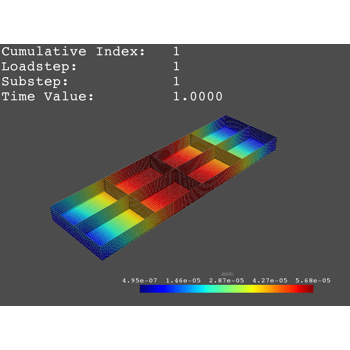 Cumulative Index: 1
Loadstep: 1
Substep: 1
Time Value: 1.0000
4.95e-07 1.46e-05 2.87e-05 4.27e-05 5.68e-05